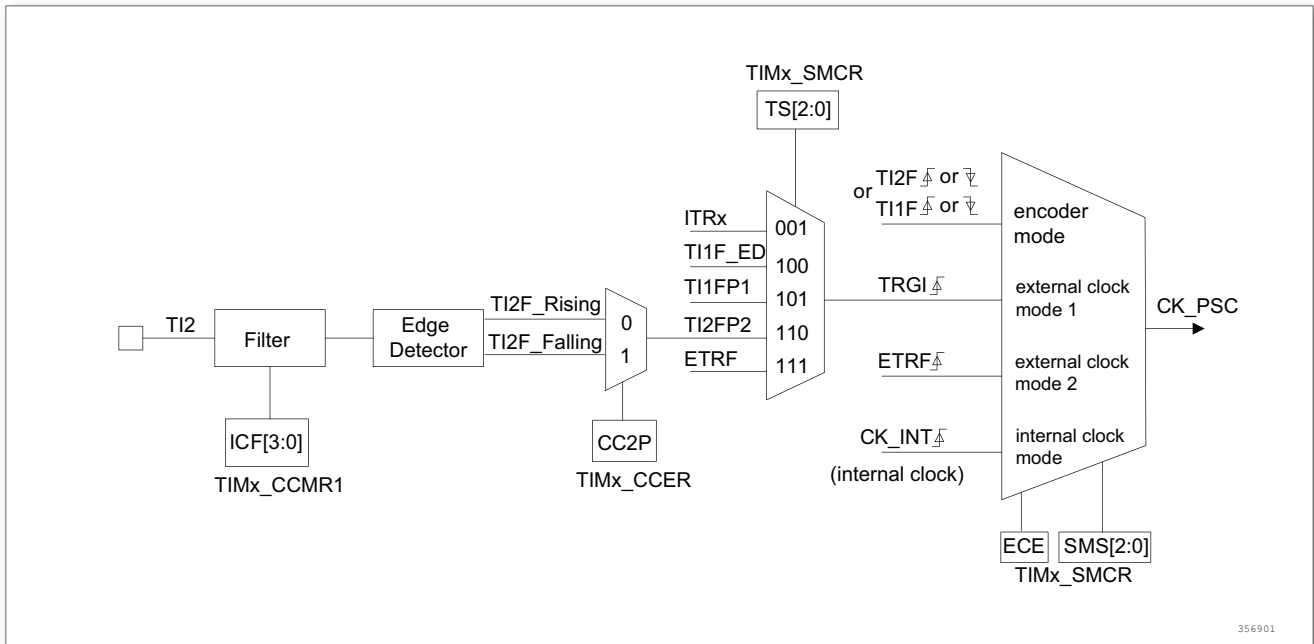 TIMx_SMCR
TS[2:0]
TI2F or
or
TI1F or
encoder
mode
ITRx
001
TI1F_ED
100
TRGI
external clock
mode 1
CK_PSC
TI1FP1
101
TI2F_Rising
TI2
Filter
Edge
Detector
0
TI2FP2
110
TI2F_Falling
1
ETRF
111
ETRF
external clock
mode 2
ICF[3:0]
TIMx_CCMR1
CC2P
TIMx_CCER
CK_INT
(internal clock)
internal clock
mode
ECE
SMS[2:0]
TIMx_SMCR
356901